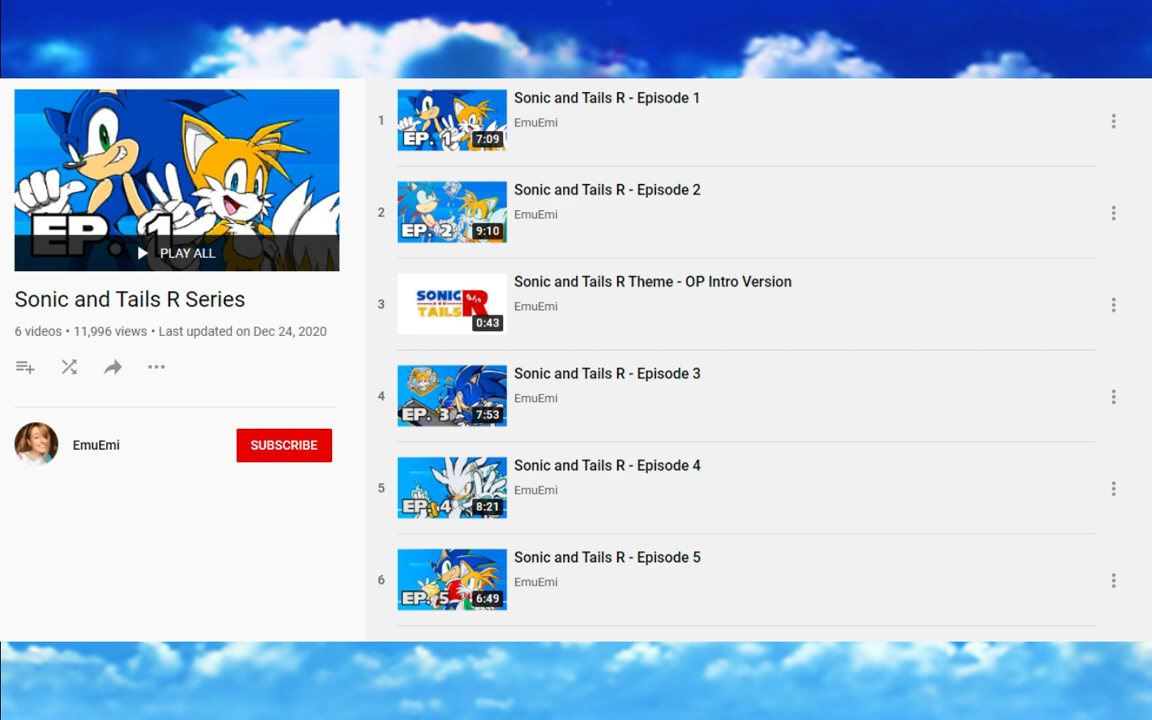 EP. 1
PLAY ALL
Sonic and Tails R Series
6 videos • 11,996 views • Last updated on Dec 24, 2020
EmuEmi
SUBSCRIBE
1
EP. 1
7:09
Sonic and Tails R - Episode 1
EmuEmi
2
EP. 2
9:10
Sonic and Tails R - Episode 2
EmuEmi
3
SONIC
AND
TAILS
R
0:43
Sonic and Tails R Theme - OP Intro Version
EmuEmi
4
EP. 3
7:53
Sonic and Tails R - Episode 3
EmuEmi
5
EP. 4
8:21
Sonic and Tails R - Episode 4
EmuEmi
6
EP. 5
6:49
Sonic and Tails R - Episode 5
EmuEmi